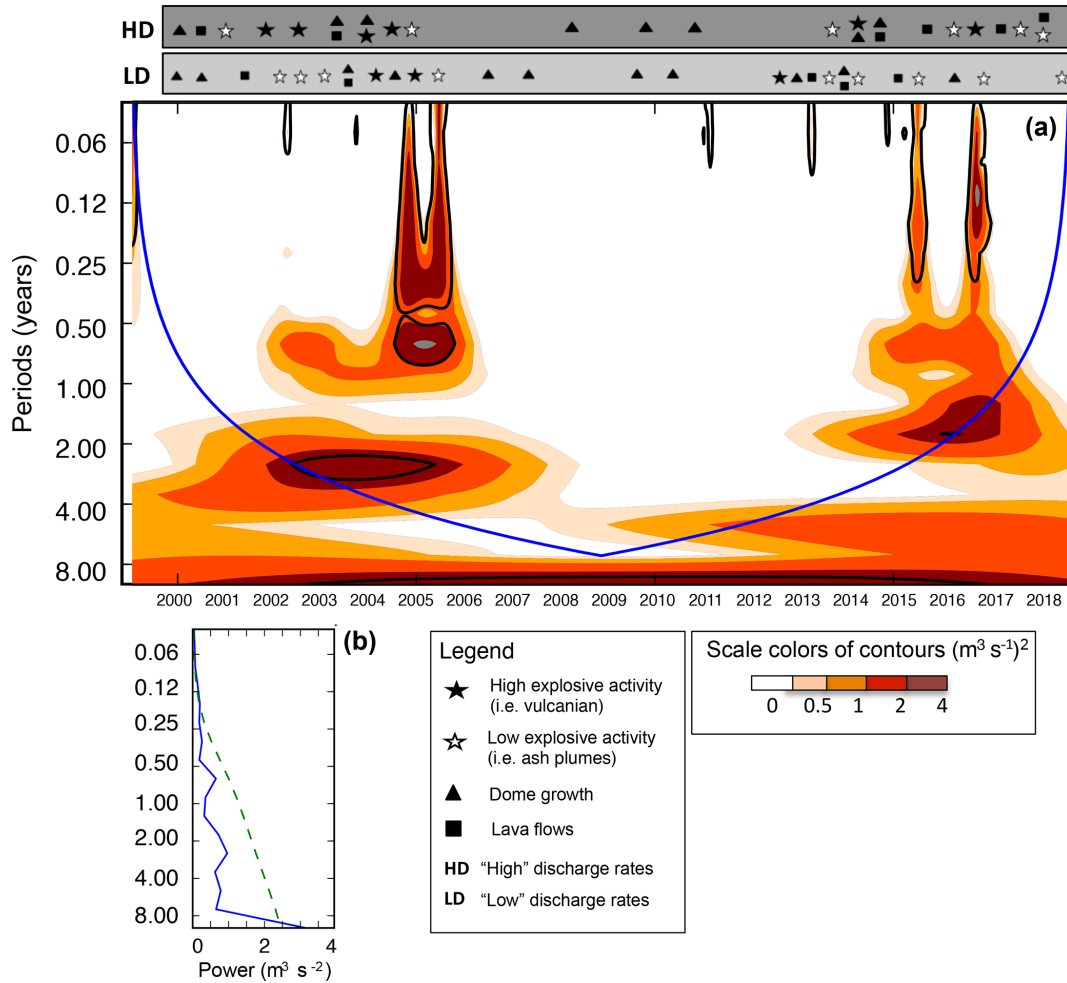 HD
LD
(a)
0.06
0.12
0.25
0.50
1.00
2.00
4.00
8.00
Periods (years)
2000 2001 2002 2003 2004 2005 2006 2007 2008 2009 2010 2011 2012 2013 2014 2015 2016 2017 2018
(b)
0.06
0.12
0.25
0.50
1.00
2.00
4.00
8.00
0 2 4
Power (m³ s⁻²)
Legend
High explosive activity
(i.e. vulcanian)
Low explosive activity
(i.e. ash plumes)
Dome growth
Lava flows
HD “High” discharge rates
LD “Low” discharge rates
Scale colors of contours (m³ s⁻¹)²
0 0.5 1 2 4